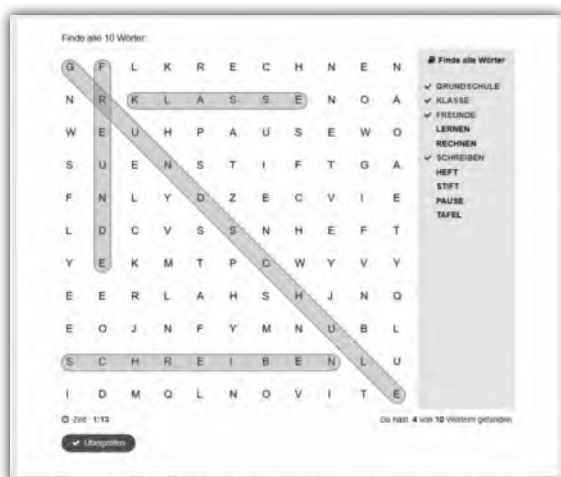 Finde alle 10 Wörter:
G F L K R E C H N E N
N R K L A S S E N O A
W E U H P A U S E W O
S U E N S T I F T G A
F N L Y D Z E C V I E
L D C V S S N H E F T
Y E K M T P C W Y V Y
E E R L A H S H J N Q
E O J N F Y M N U B L
S C H R E I B E N L U
I D M Q L N O V I T E
Zeit: 1:13
Du hast 4 von 10 Wörtern gefunden
Überprüfen
Finde alle Wörter
GRUNDSCHULE
KLASSE
FREUNDE
LERNEN
RECHNEN
SCHREIBEN
HEFT
STIFT
PAUSE
TAFEL